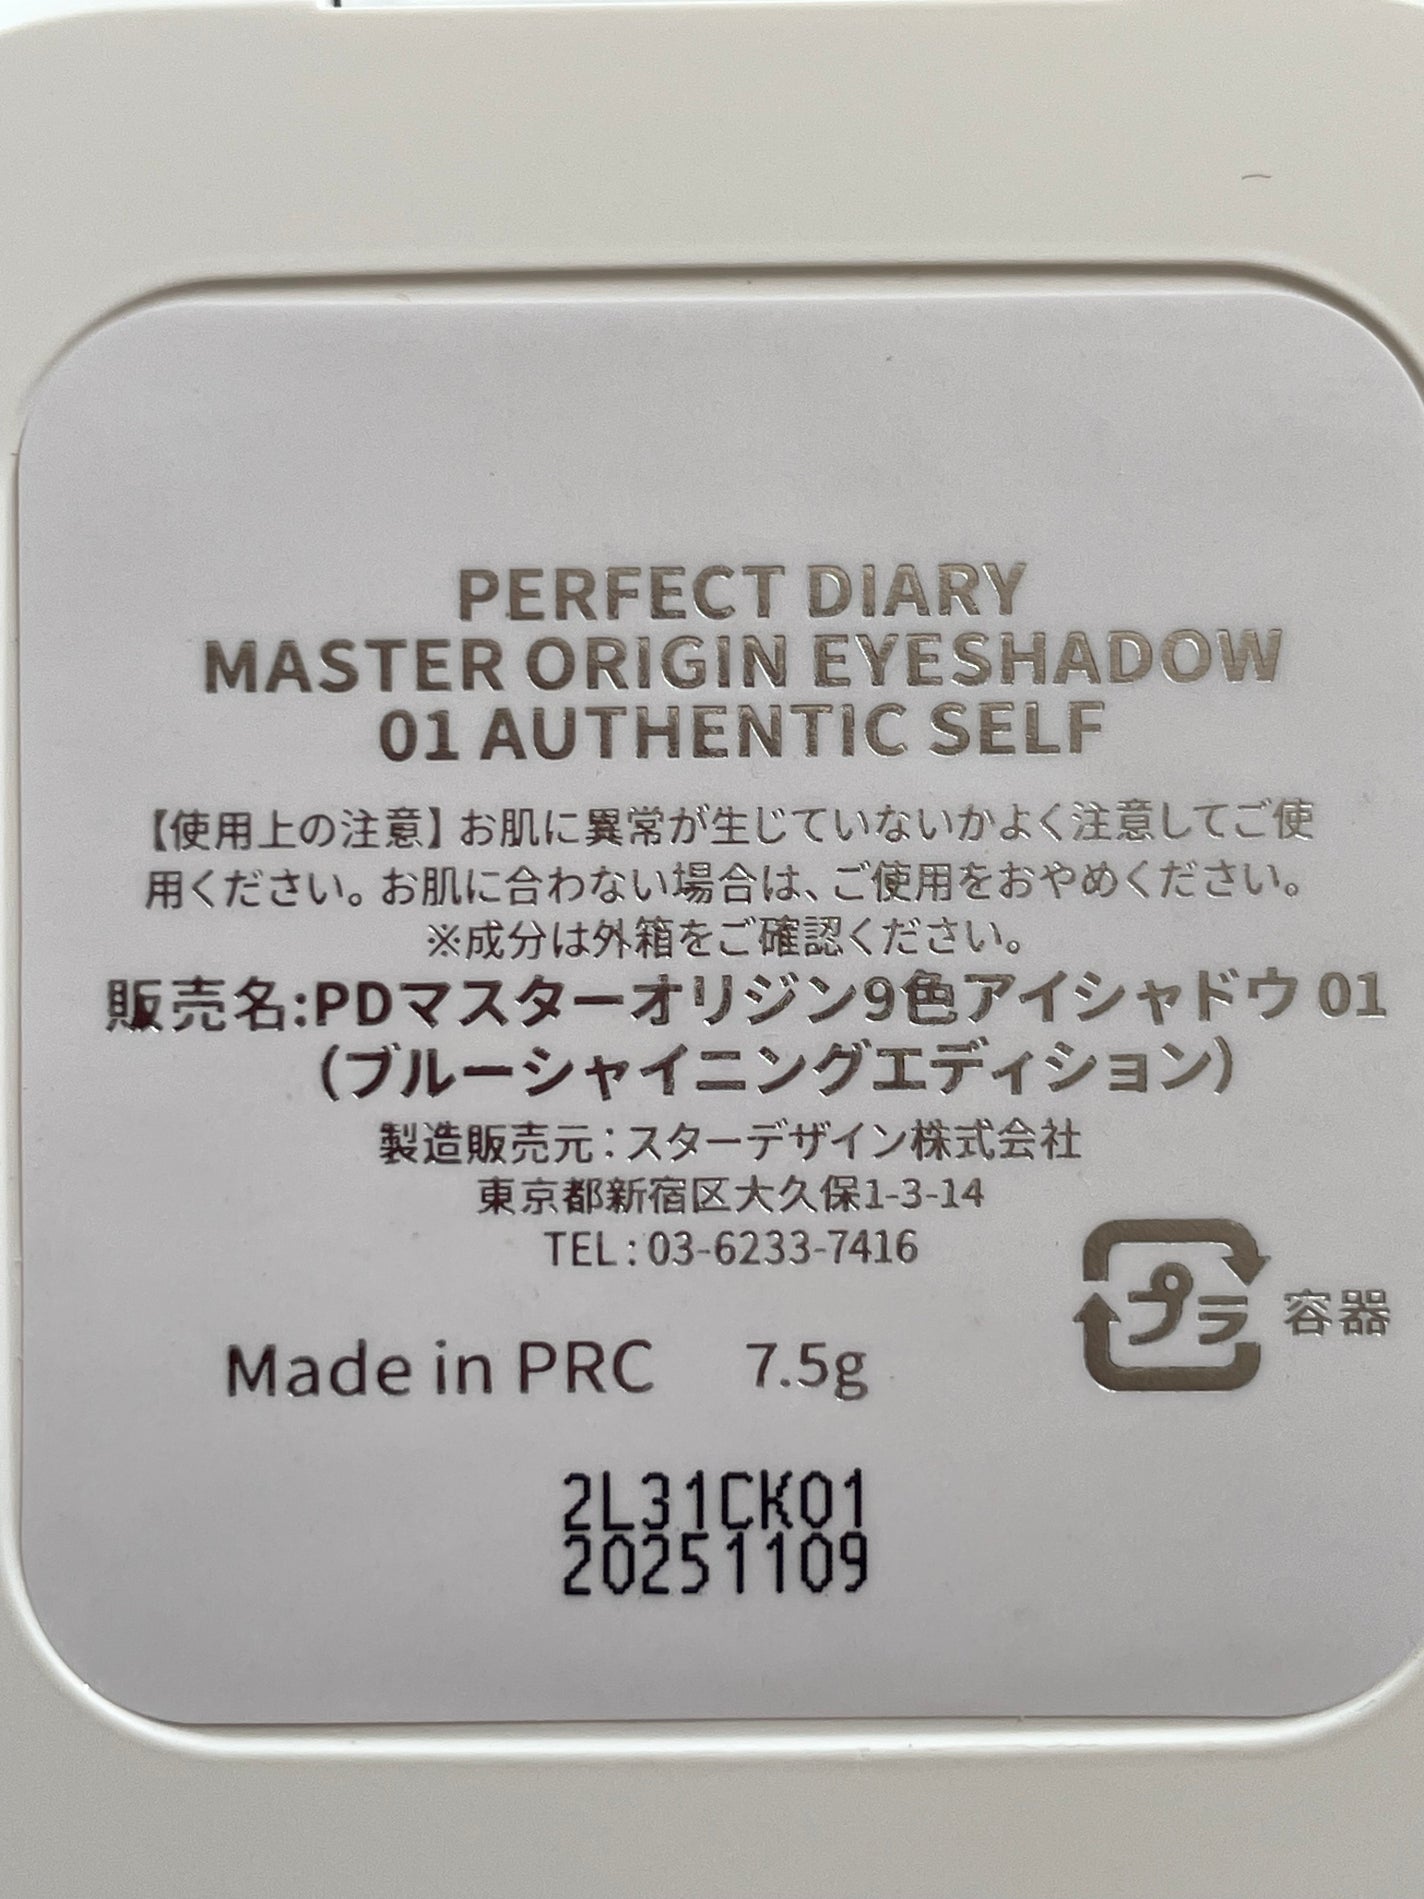 PERFECT DIARY
MASTER ORIGIN EYESHADOW
01 AUTHENTIC SELF
【使用上の注意】お肌に異常が生じていないかよく注意してご使
用ください。お肌に合わない場合は、ご使用をおやめください。
※成分は外箱をご確認ください。
販売名:PDマスターオリジン9色アイシャドウ 01
(ブルーシャイニングエディション)
製造販売元:スターデザイン株式会社
東京都新宿区大久保1-3-14
TEL:03-6233-7416
プラ 容器
Made in PRC 7.5g
2L31CK01
20251109